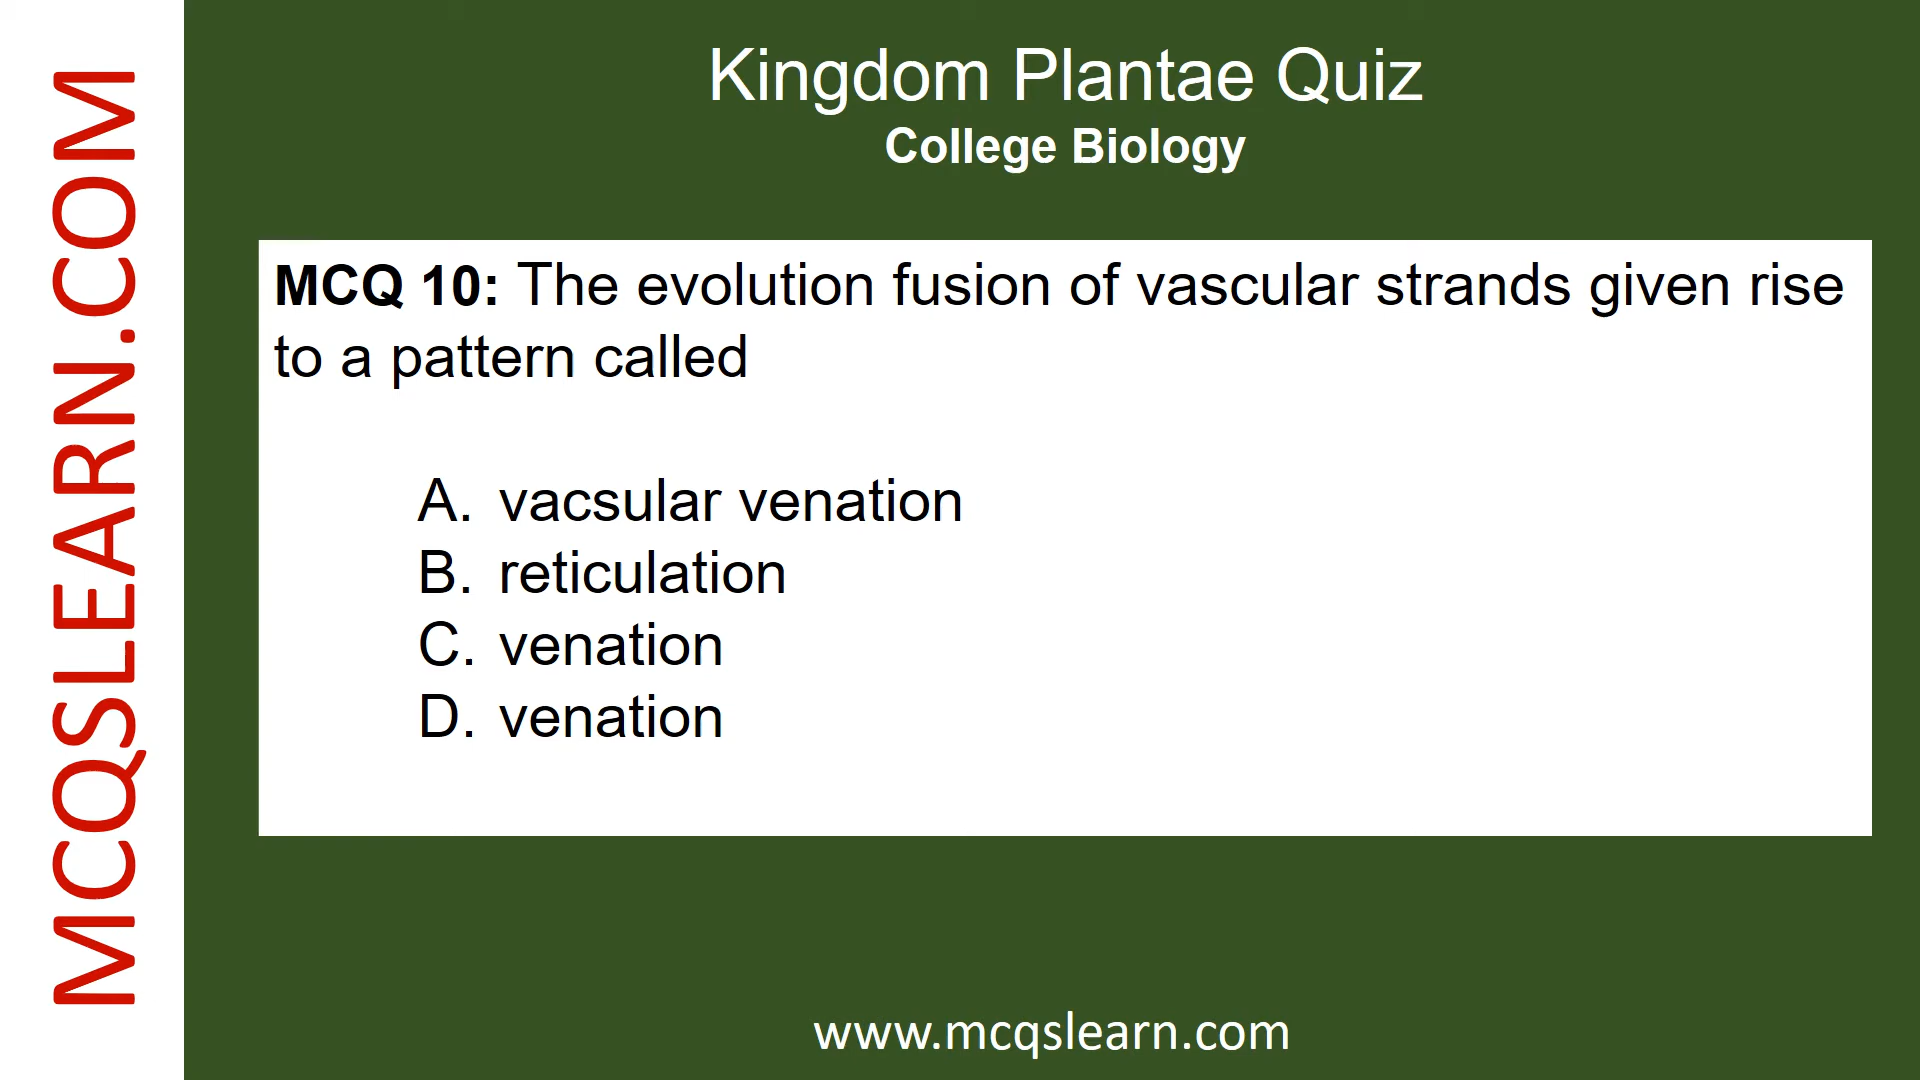 MCQSLEARN.COM
Kingdom Plantae Quiz
College Biology
MCQ 10: The evolution fusion of vascular strands given rise
to a pattern called
A. vacsular venation
B. reticulation
C. venation
D. venation
www.mcqslearn.com